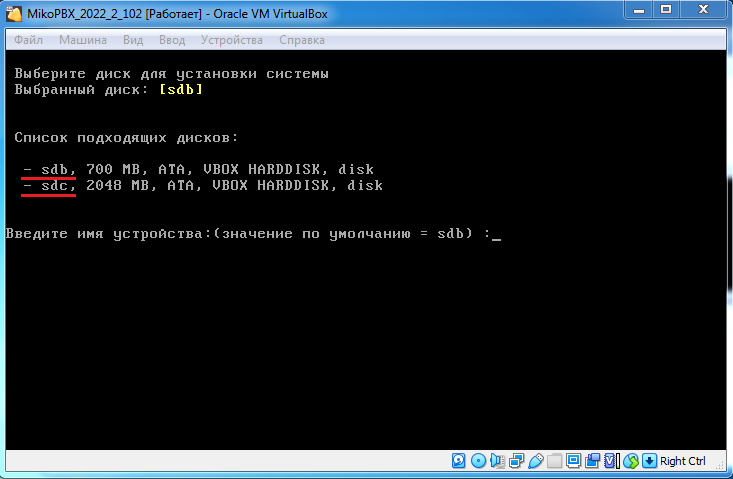 MikoPBX_2022_2_102 [Работает] - Oracle VM VirtualBox
Файл Машина Вид Ввод Устройства Справка
Выберите диск для установки системы
Выбранный диск: [sdb]
Список подходящих дисков:
- sdb, 700 MB, ATA, VBOX HARDDISK, disk
- sdc, 2048 MB, ATA, VBOX HARDDISK, disk
Введите имя устройства:(значение по умолчанию = sdb) :_
Right Ctrl